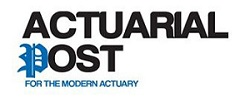 ACTUARIAL
POST
FOR THE MODERN ACTUARY